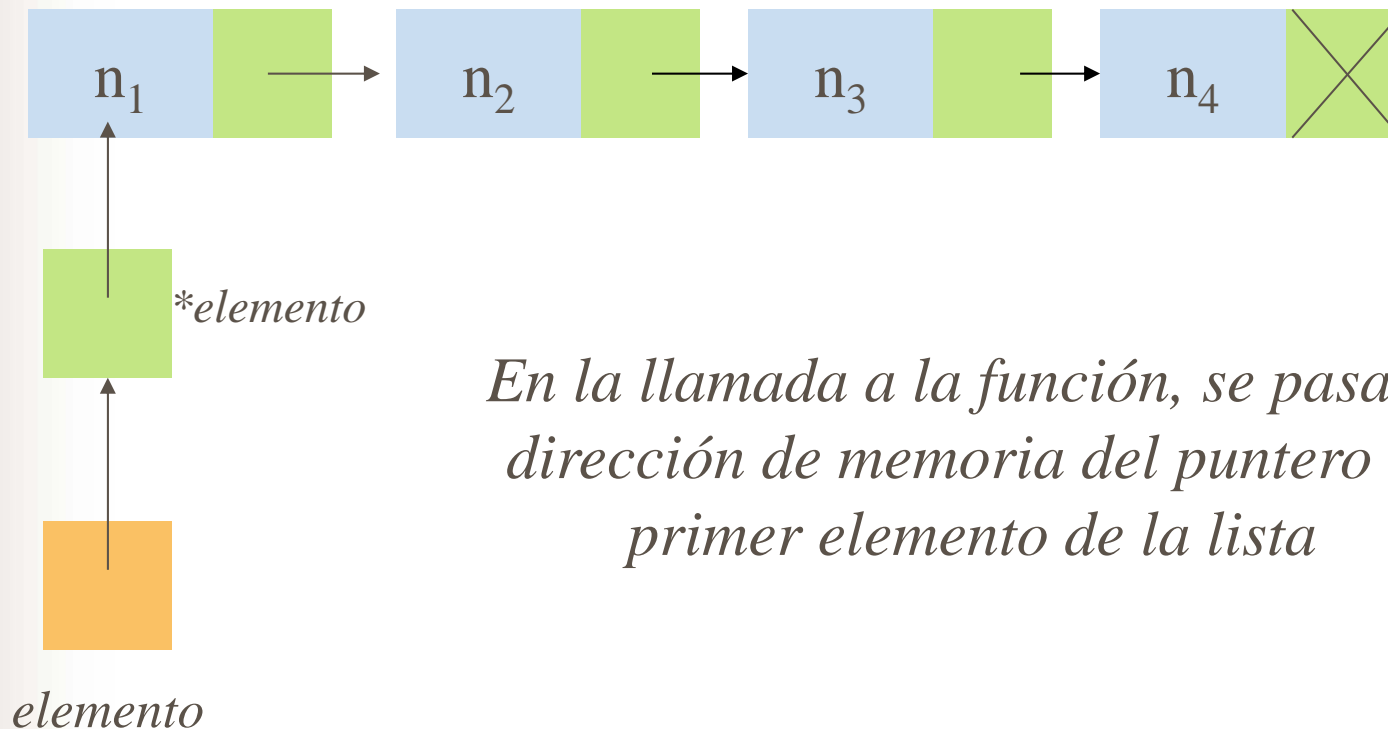 n₁ n₂ n₃ n₄
*elemento
En la llamada a la función, se pasa
dirección de memoria del puntero
primer elemento de la lista
elemento